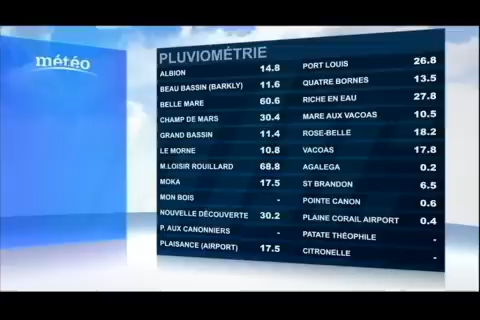 météo
PLUVIOMÉTRIE
ALBION 14.8
BEAU BASSIN (BARKLY) 11.6
BELLE MARE 60.6
CHAMP DE MARS 30.4
GRAND BASSIN 11.4
LE MORNE 10.8
M.LOISIR ROUILLARD 68.8
MOKA 17.5
MON BOIS -
NOUVELLE DÉCOUVERTE 30.2
P. AUX CANONNIERS -
PLAISANCE (AIRPORT) 17.5
PORT LOUIS 26.8
QUATRE BORNES 13.5
RICHE EN EAU 27.8
MARE AUX VACOAS 10.5
ROSE-BELLE 18.2
VACOAS 17.8
AGALEGA 0.2
ST BRANDON 6.5
POINTE CANON 0.6
PLAINE CORAIL AIRPORT 0.4
PATATE THÉOPHILE -
CITRONELLE -